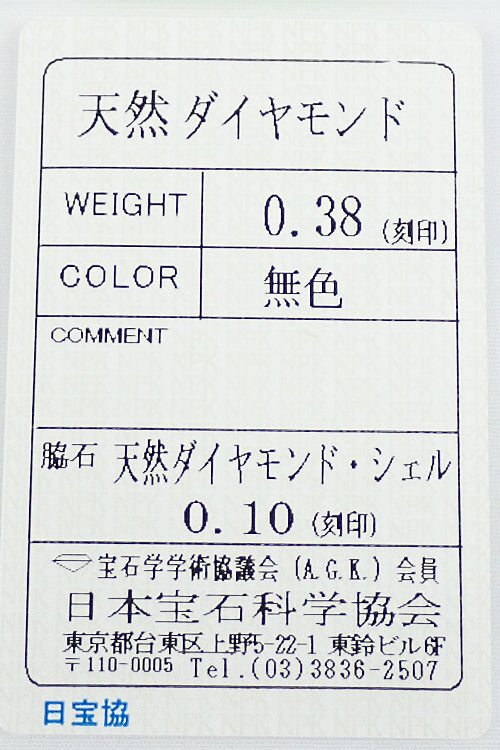 天然 ダイヤモンド
WEIGHT 0.38 (刻印)
COLOR 無色
COMMENT
脇石 天然ダイヤモンド・シェル
0.10 (刻印)
宝石学学術協議会 (A.G.K.) 会員
日本宝石科学協会
東京都台東区上野5-22-1 東鈴ビル6F
〒110-0005 Tel.(03)3836-2507
日宝協